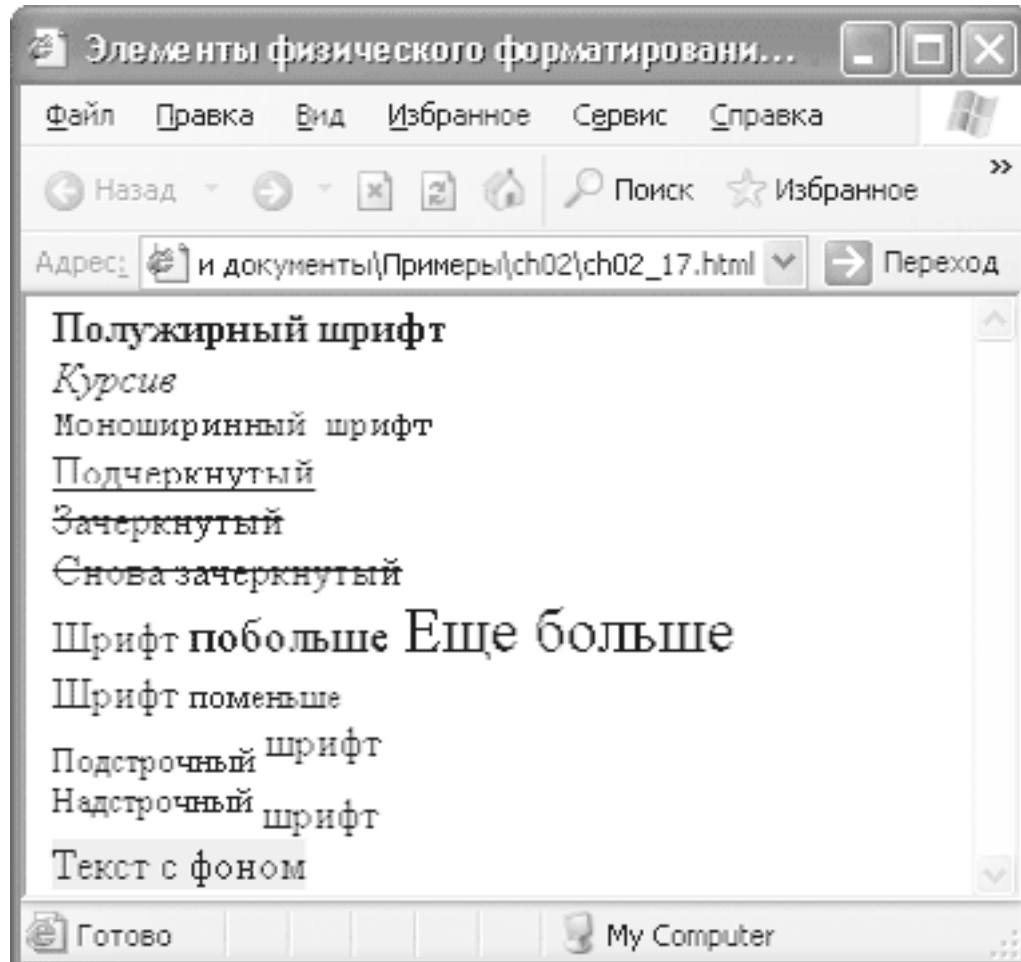 Элементы физического форматировани...
Файл Правка Вид Избранное Сервис Справка
Назад Поиск Избранное »
Адрес: и документы\Примеры\ch02\ch02_17.html Переход
Полужирный шрифт
Курсив
Моноширинный шрифт
Подчеркнутый
Зачеркнутый
Снова зачеркнутый
Шрифт побольше Еще больше
Шрифт поменьше
Подстрочный шрифт
Надстрочный шрифт
Текст с фоном
Готово My Computer